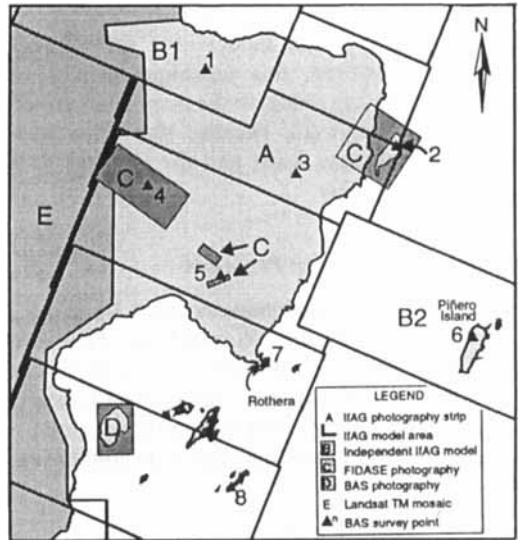 B1
1
N
A
3
C
2
C
4
E
C
5
C
B2
Piñero
Island
6
7
Rothera
D
8
LEGEND
A IfAG photography strip
IfAG model area
B Independent IfAG model
C FIDASE photography
D BAS photography
E Landsat TM mosaic
n BAS survey point